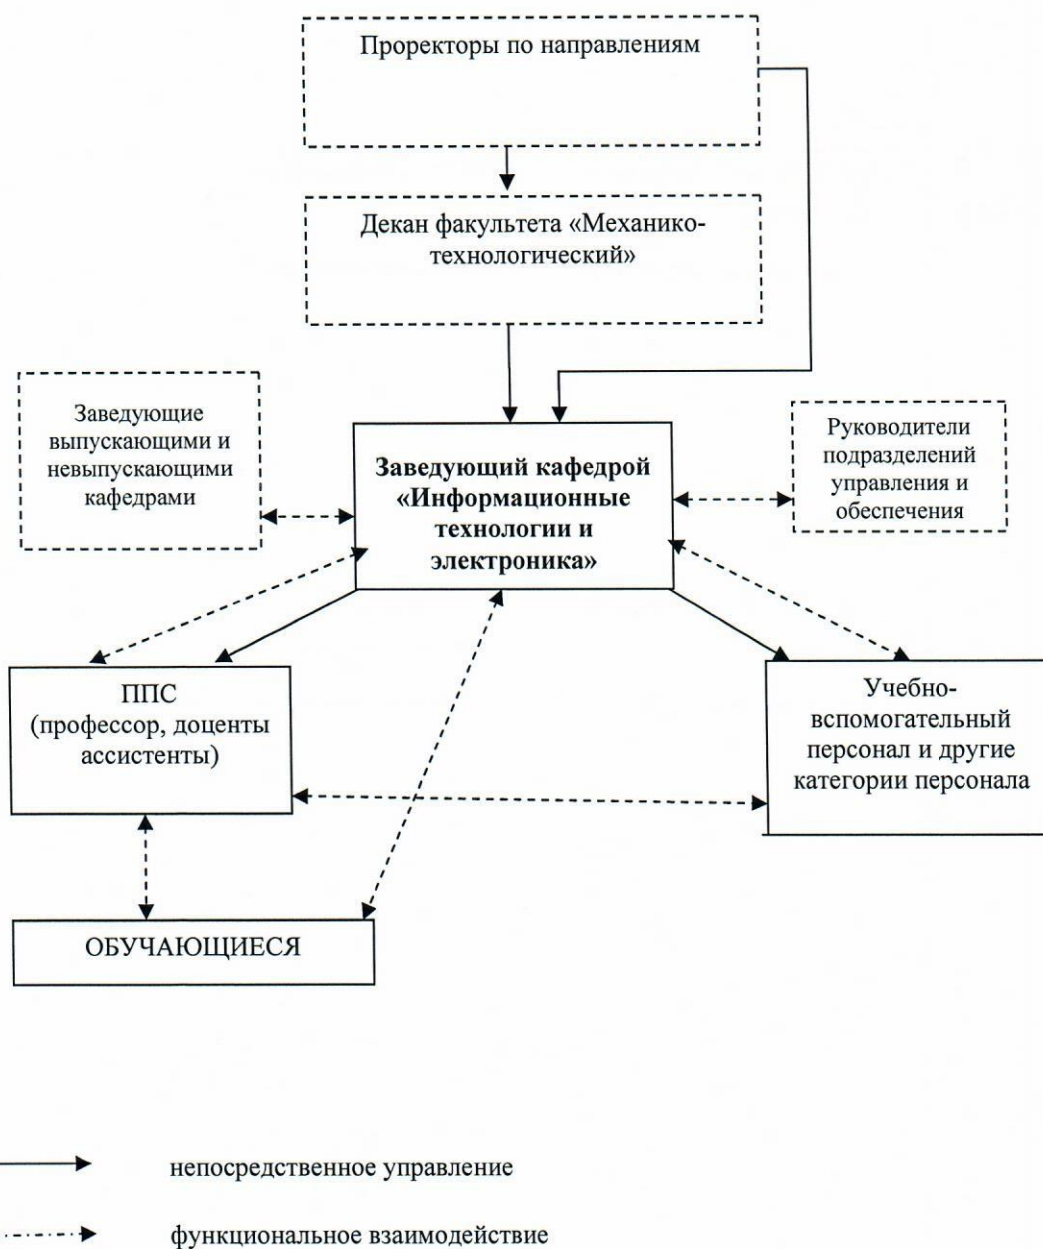 Проректоры по направлениям
Декан факультета «Механико-
технологический»
Заведующие
выпускающими и
невыпускающими
кафедрами
Заведующий кафедрой
«Информационные
технологии и
электроника»
Руководители
подразделений
управления и
обеспечения
ППС
(профессор, доценты
ассистенты)
Учебно-
вспомогательный
персонал и другие
категории персонала
ОБУЧАЮЩИЕСЯ
непосредственное управление
функциональное взаимодействие